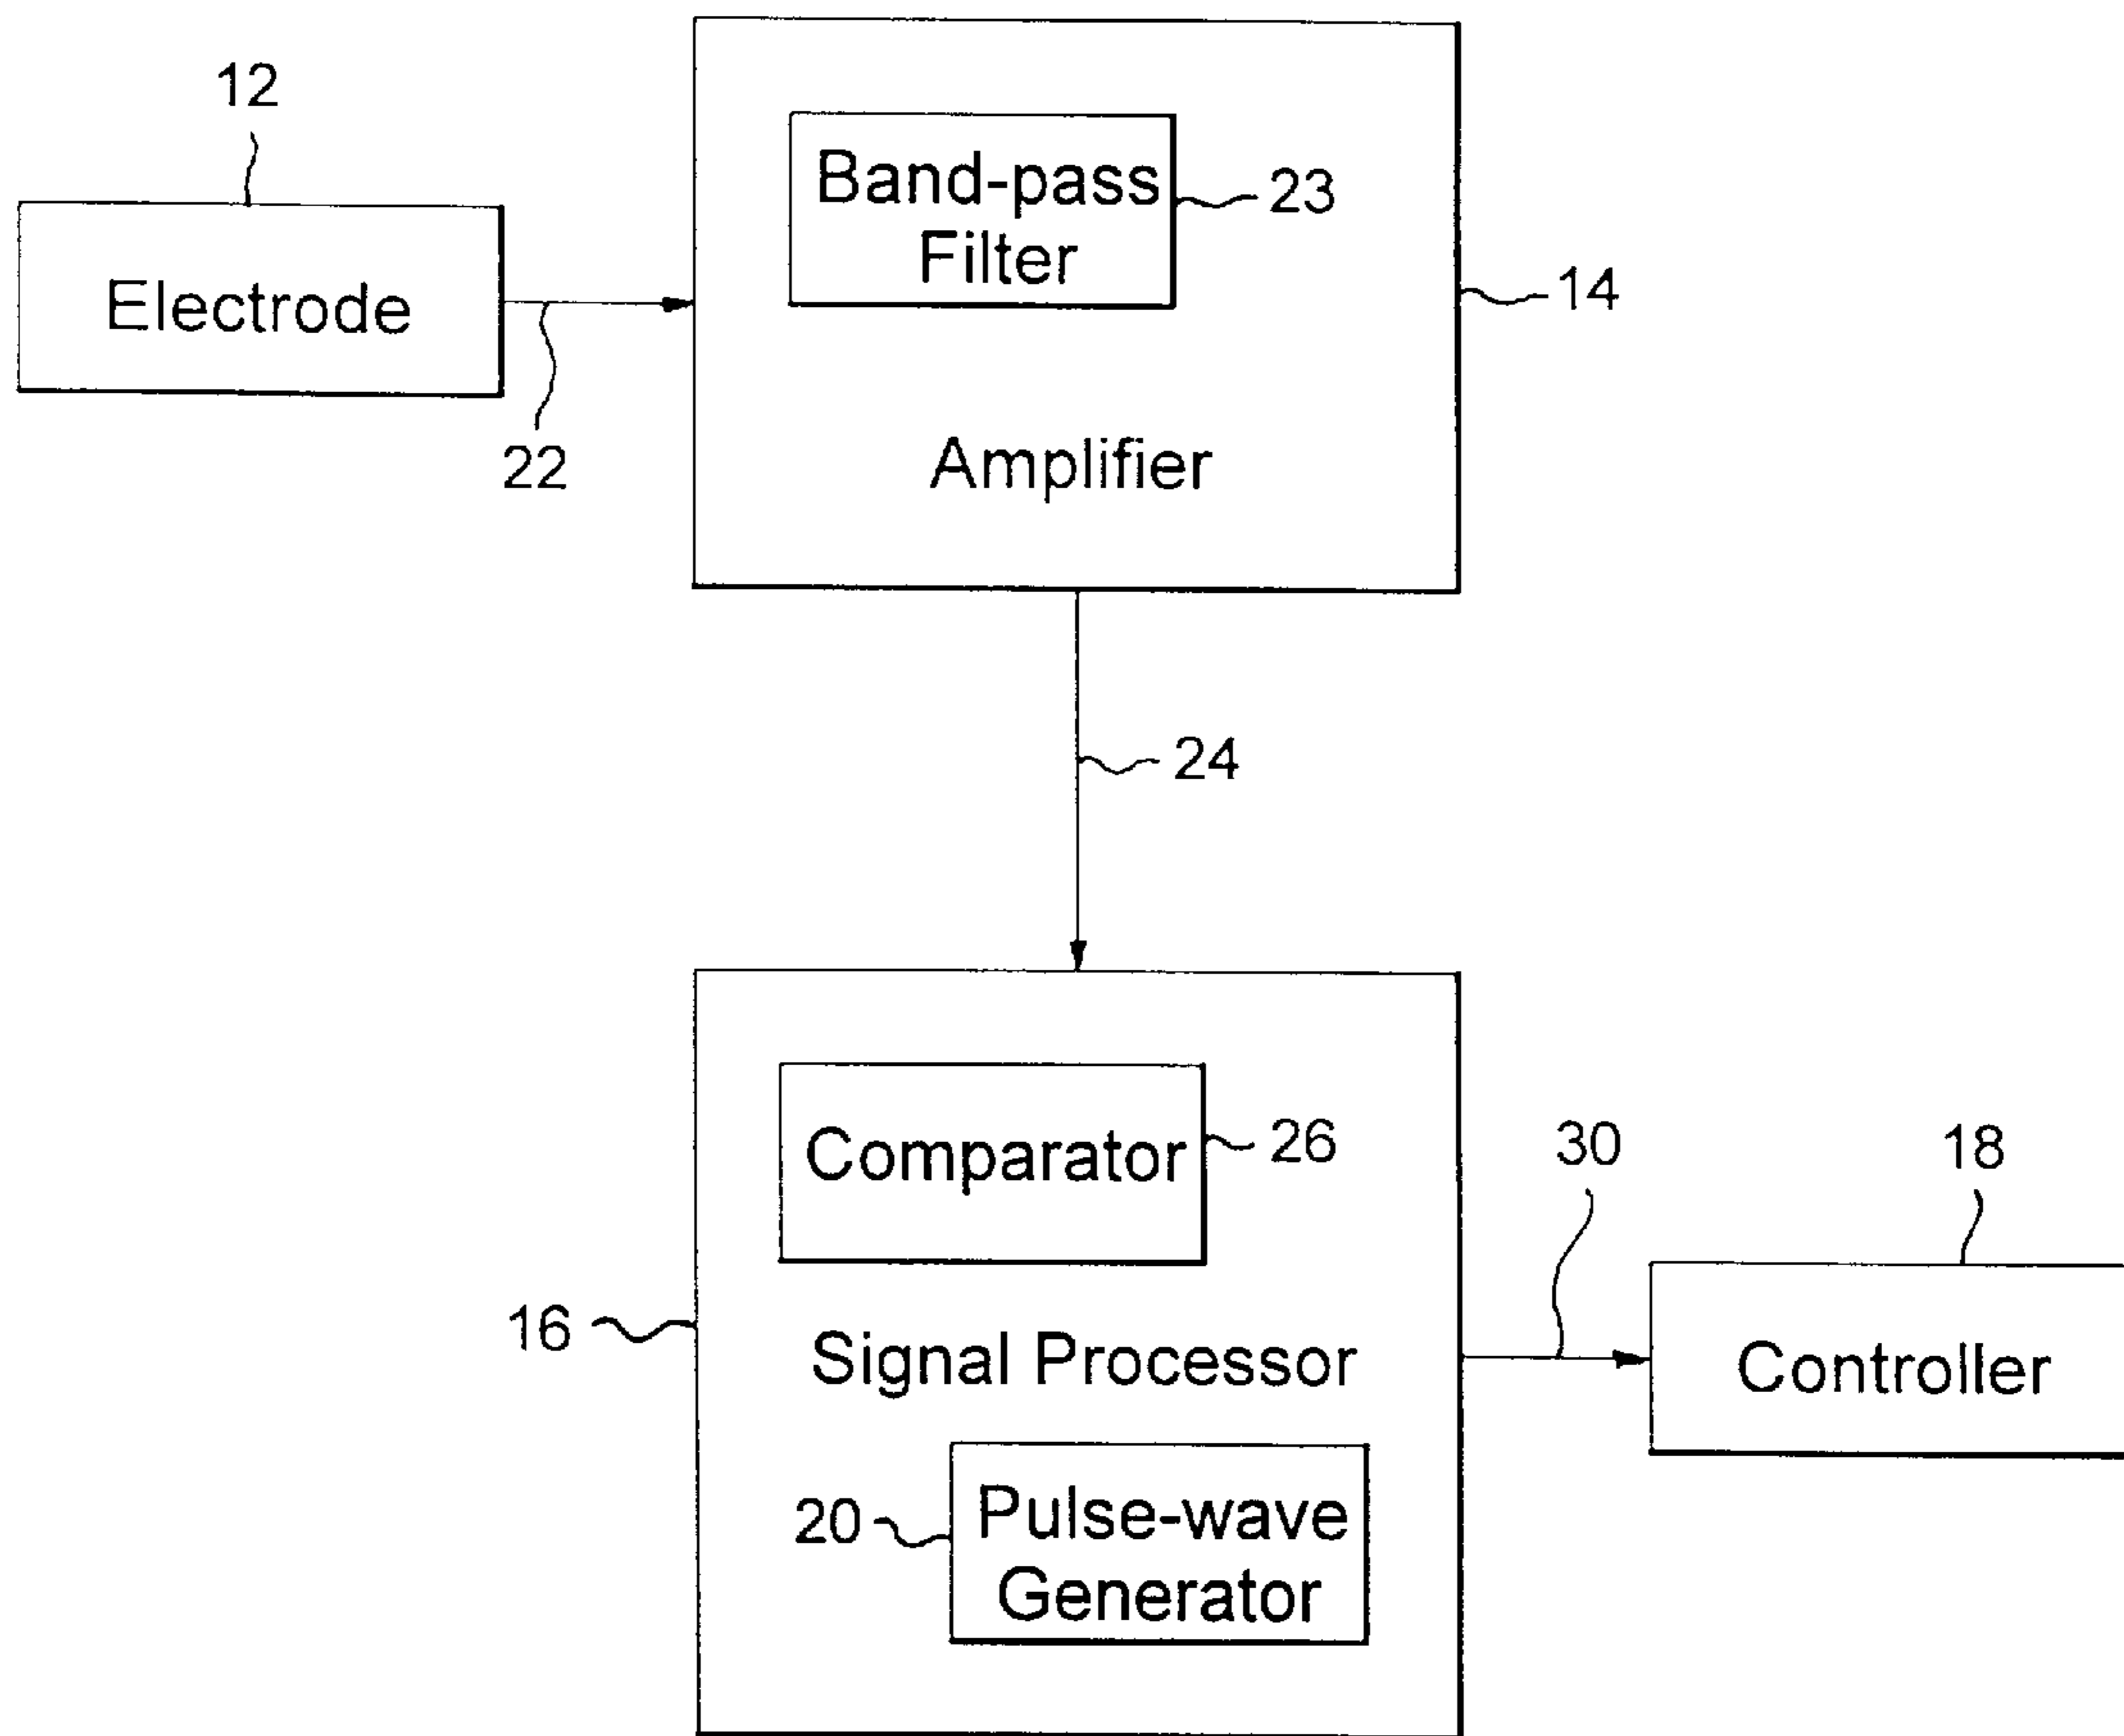 12
Band-pass
Filter
23
Electrode
14
22
Amplifier
24
Comparator
26
30
18
16
Signal Processor
Controller
20
Pulse-wave
Generator